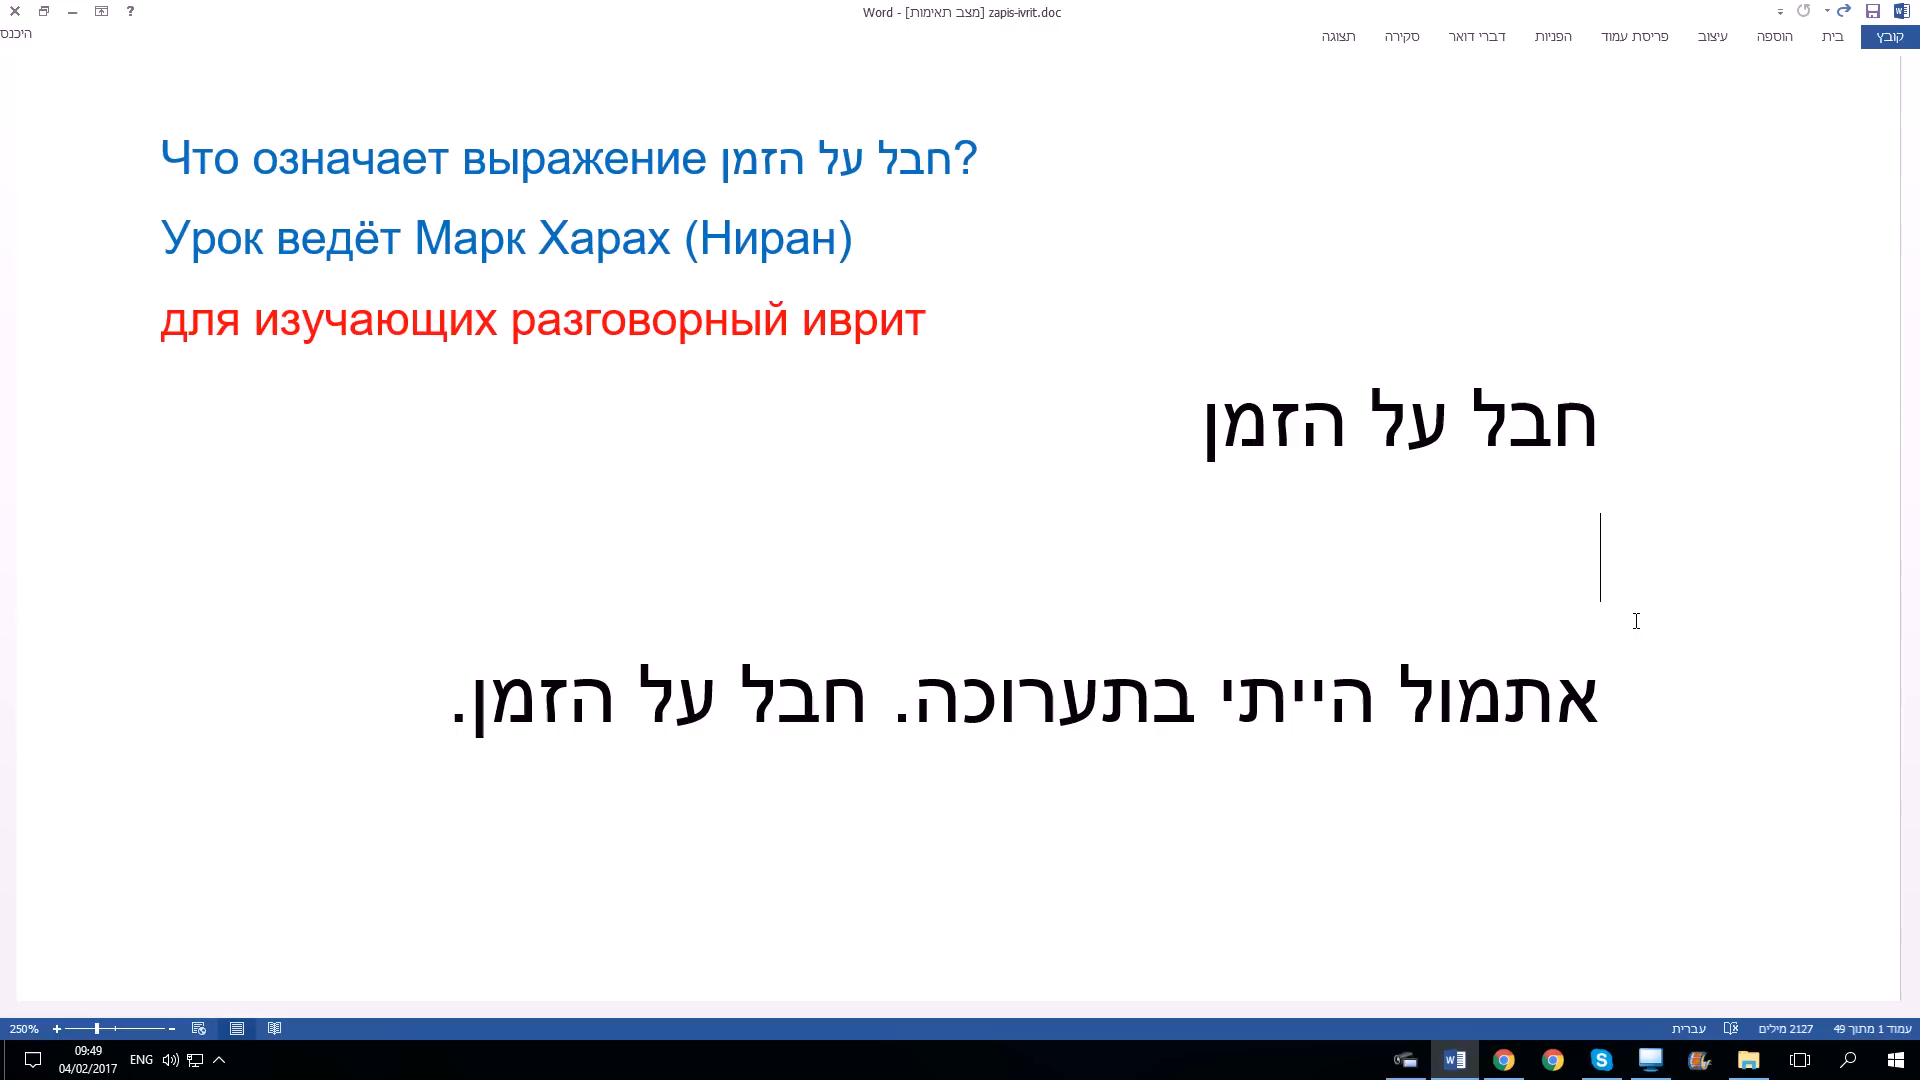 zapis-ivrit.doc [מצב תאימות] - Word
היכנס
קובץ
בית
הוספה
עיצוב
פריסת עמוד
הפניות
דברי דואר
סקירה
תצוגה
Что означает выражение חבל על הזמן?
Урок ведёт Марк Харах (Ниран)
для изучающих разговорный иврит
חבל על הזמן
אתמול הייתי בתערוכה. חבל על הזמן.
עמוד 1 מתוך 49
2127 מילים
עברית
250%
ENG
09:49
04/02/2017